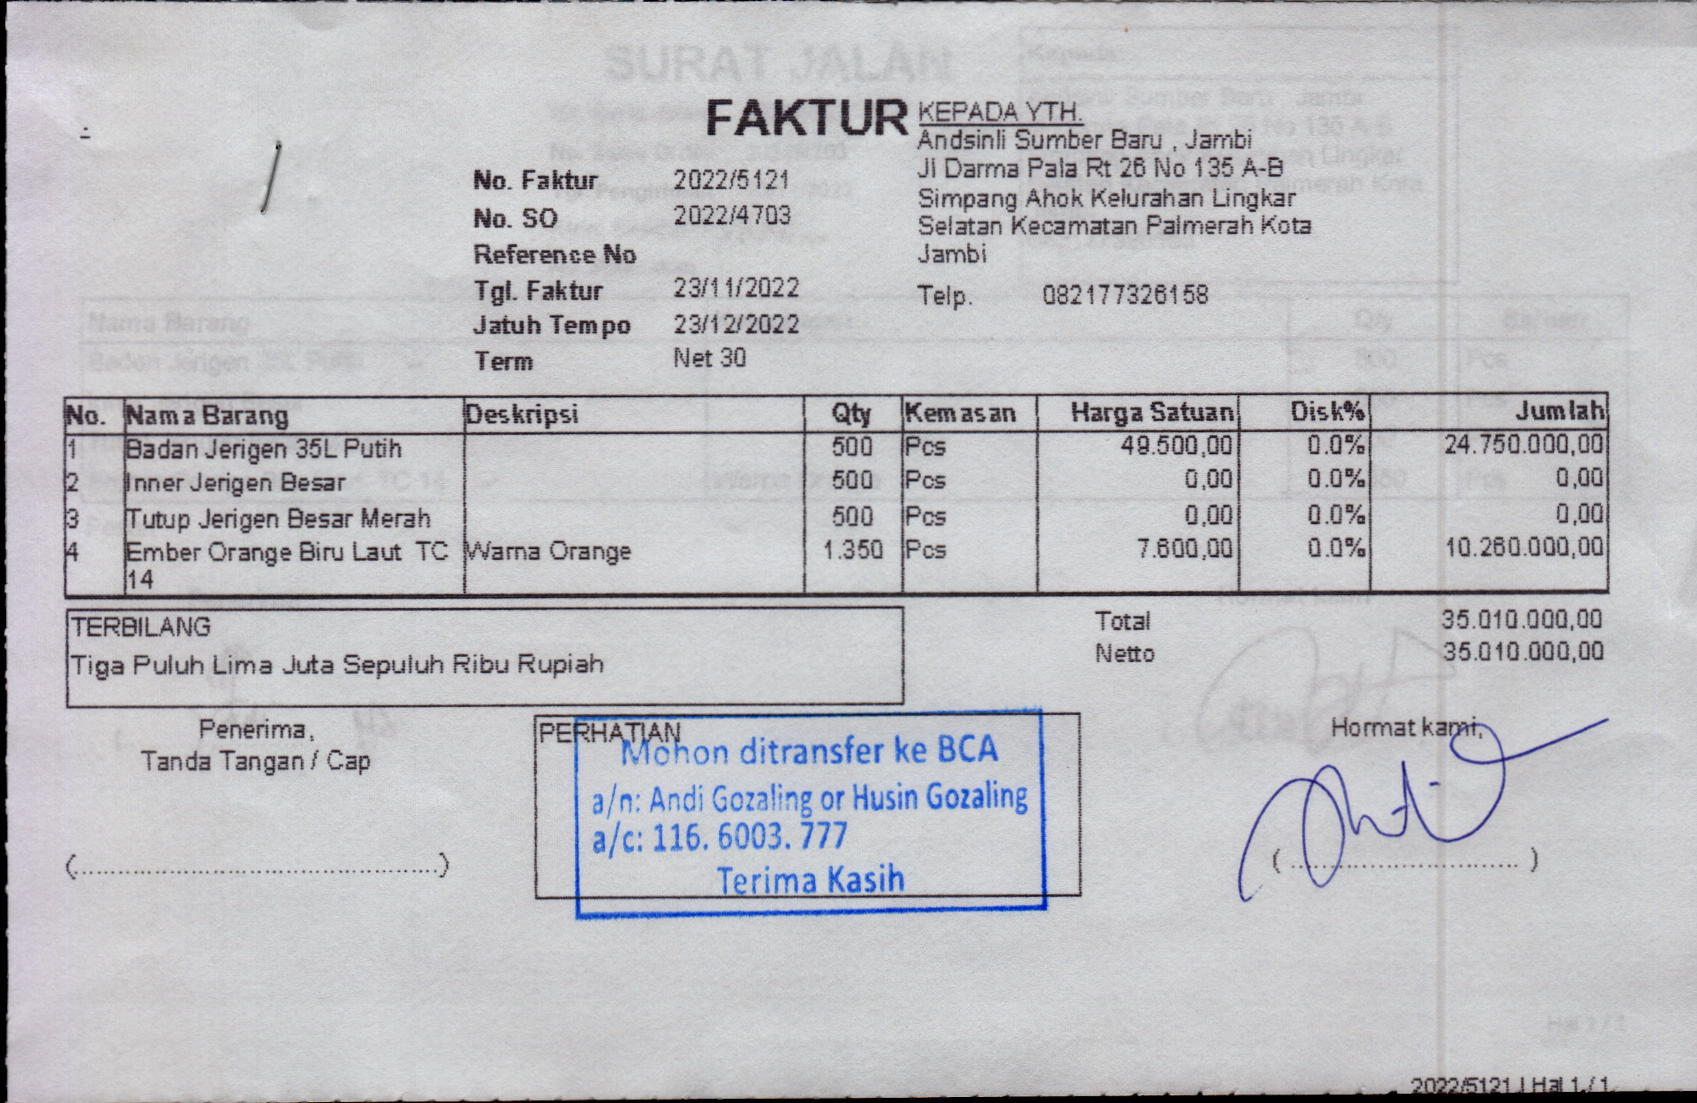 FAKTUR
KEPADA YTH.
Andsinli Sumber Baru , Jambi
Jl Darma Pala Rt 26 No 135 A-B
Simpang Ahok Kelurahan Lingkar
Selatan Kecamatan Palmerah Kota
Jambi
Telp. 082177326158
No. Faktur 2022/5121
No. SO 2022/4703
Reference No
Tgl. Faktur 23/11/2022
Jatuh Tempo 23/12/2022
Term Net 30
No. Nama Barang Deskripsi Qty Kemasan Harga Satuan Disk% Jumlah
1 Badan Jerigen 35L Putih 500 Pcs 49.500,00 0.0% 24.750.000,00
2 Inner Jerigen Besar 500 Pcs 0,00 0.0% 0,00
3 Tutup Jerigen Besar Merah 500 Pcs 0,00 0.0% 0,00
4 Ember Orange Biru Laut TC Warna Orange 1.350 Pcs 7.600,00 0.0% 10.260.000,00
14
TERBILANG
Tiga Puluh Lima Juta Sepuluh Ribu Rupiah
Total 35.010.000,00
Netto 35.010.000,00
Penerima,
Tanda Tangan / Cap
(.............................................)
PERHATIAN
Mohon ditransfer ke BCA
a/n: Andi Gozaling or Husin Gozaling
a/c: 116. 6003. 777
Terima Kasih
Hormat kami,
( ............................ )
2022/5121 | Hal 1 / 1